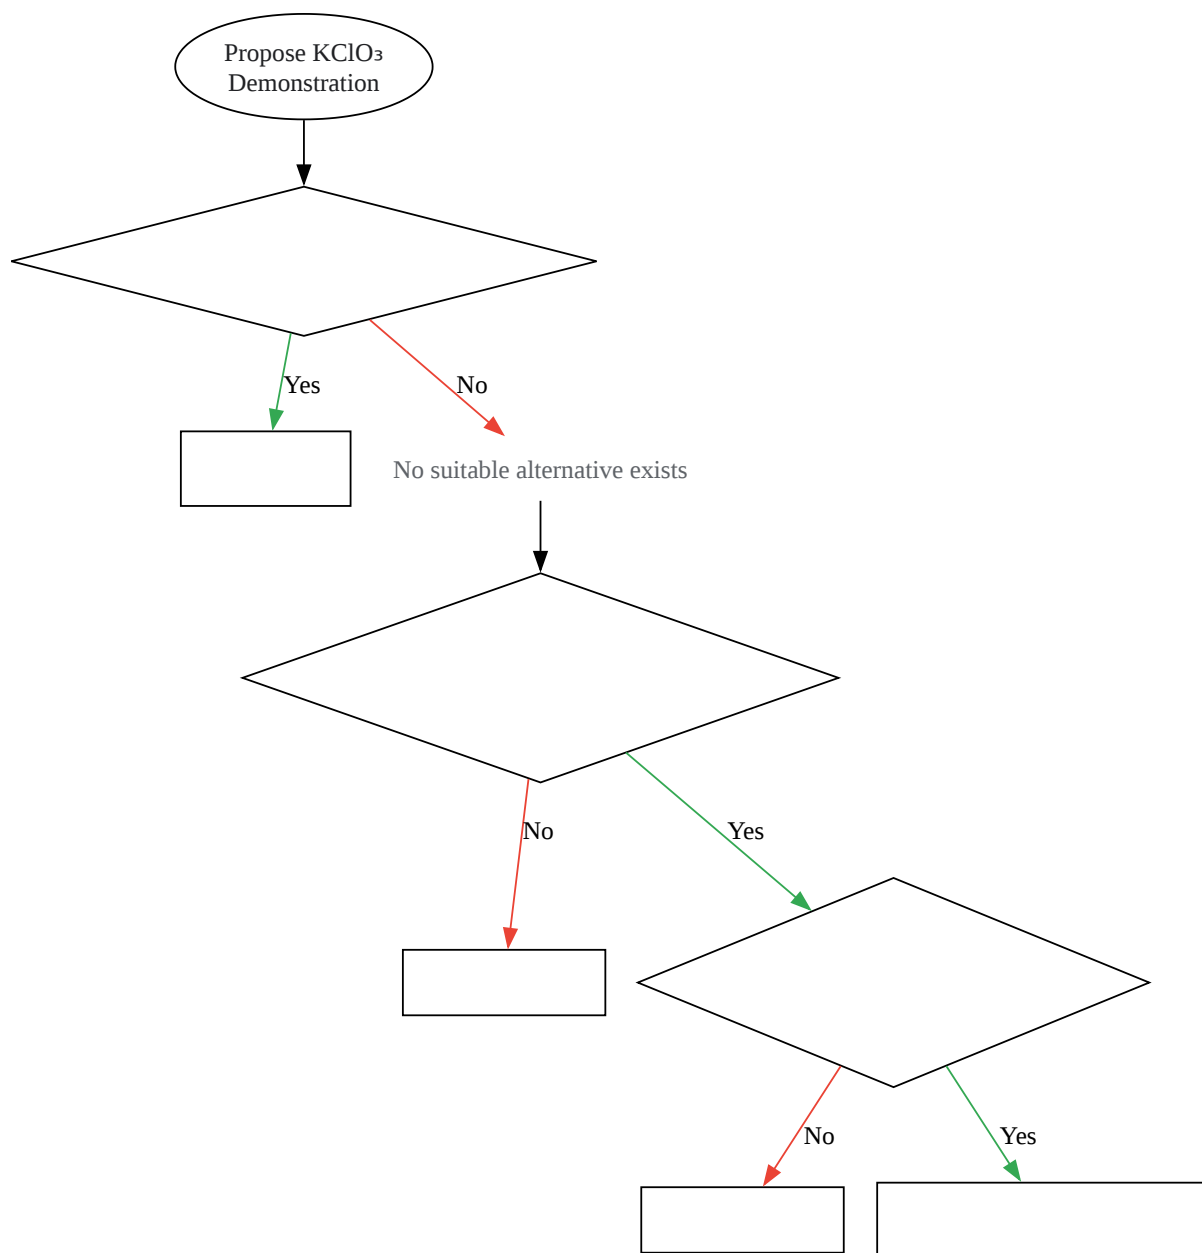 Propose KClO₃
Demonstration
Yes
No
No suitable alternative exists
No
Yes
No
Yes